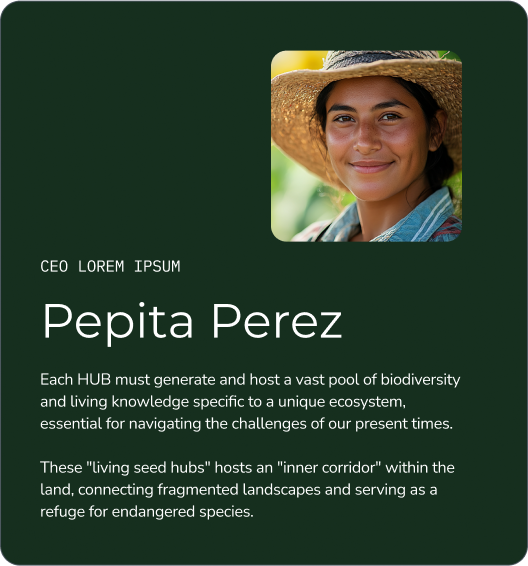 CEO LOREM IPSUM
Pepita Perez
Each HUB must generate and host a vast pool of biodiversity
and living knowledge specific to a unique ecosystem,
essential for navigating the challenges of our present times.
These "living seed hubs" hosts an "inner corridor" within the
land, connecting fragmented landscapes and serving as a
refuge for endangered species.